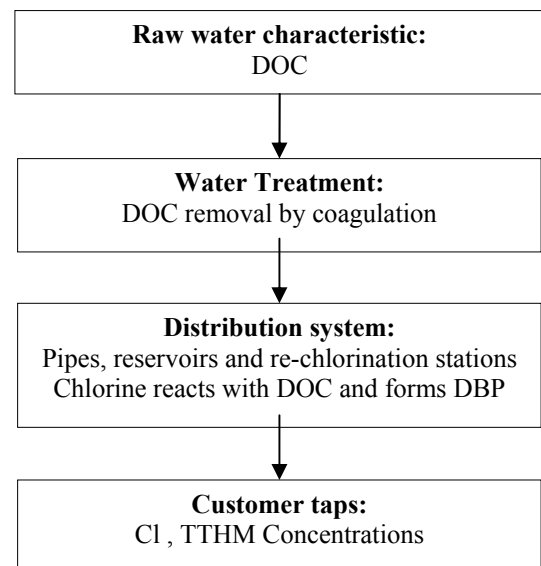 Raw water characteristic:
DOC
Water Treatment:
DOC removal by coagulation
Distribution system:
Pipes, reservoirs and re-chlorination stations
Chlorine reacts with DOC and forms DBP
Customer taps:
Cl , TTHM Concentrations